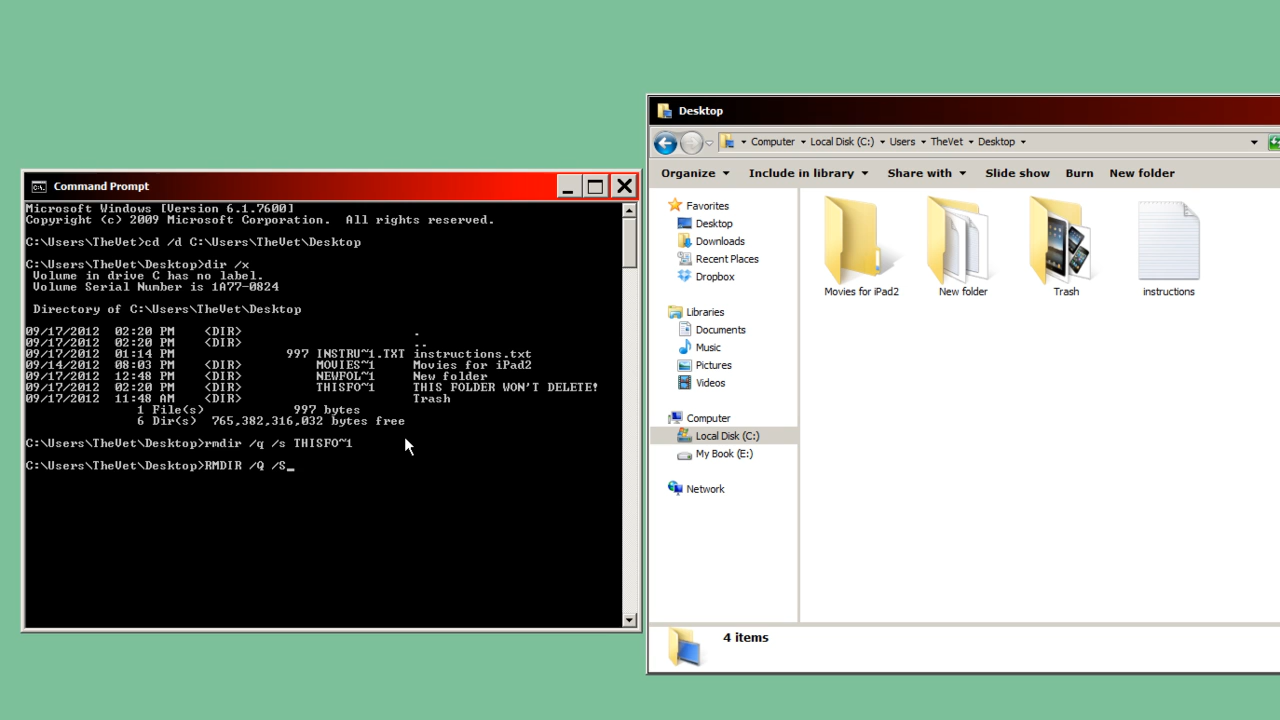 Command Prompt
Microsoft Windows [Version 6.1.7600]
Copyright (c) 2009 Microsoft Corporation.  All rights reserved.
C:\Users\TheVet>cd /d C:\Users\TheVet\Desktop
C:\Users\TheVet\Desktop>dir /x
Volume in drive C has no label.
Volume Serial Number is 1A77-0824
Directory of C:\Users\TheVet\Desktop
09/17/2012  02:20 PM    <DIR>                       .
09/17/2012  02:20 PM    <DIR>                       ..
09/17/2012  01:14 PM               997 INSTRU~1.TXT instructions.txt
09/14/2012  08:03 PM    <DIR>          MOVIES~1     Movies for iPad2
09/17/2012  12:48 PM    <DIR>          NEWFOL~1     New folder
09/17/2012  02:20 PM    <DIR>          THISFO~1     THIS FOLDER WON'T DELETE!
09/17/2012  11:48 AM    <DIR>                       Trash
1 File(s)            997 bytes
6 Dir(s)  765,382,316,032 bytes free
C:\Users\TheVet\Desktop>rmdir /q /s THISFO~1
C:\Users\TheVet\Desktop>RMDIR /Q /S_
Desktop
Computer Local Disk (C:) Users TheVet Desktop
Organize Include in library Share with Slide show Burn New folder
Favorites
Desktop
Downloads
Recent Places
Dropbox
Libraries
Documents
Music
Pictures
Videos
Computer
Local Disk (C:)
My Book (E:)
Network
Movies for iPad2 New folder Trash instructions
4 items